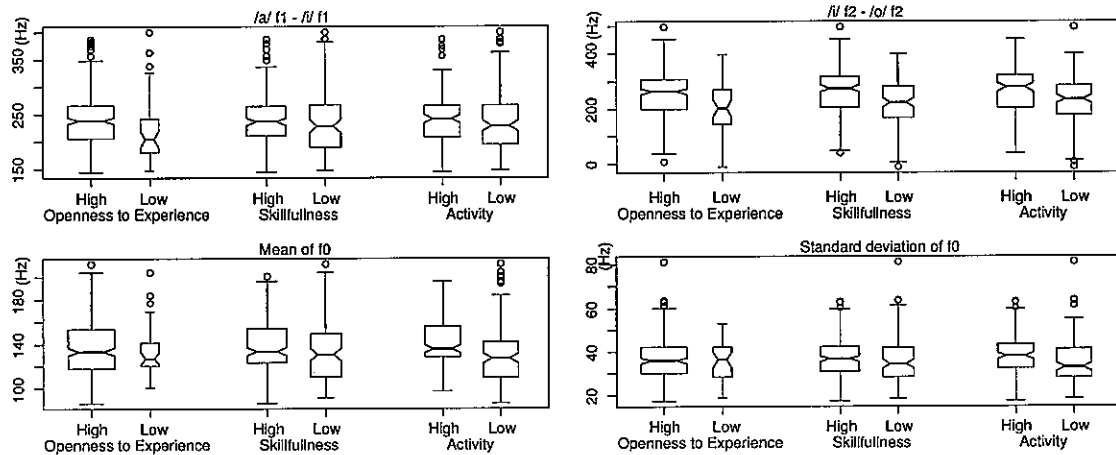 /a/ f1 - /i/ f1
(Hz)
350
250
150
High Low High Low High Low
Openness to Experience Skillfullness Activity
/i/ f2 - /o/ f2
(Hz)
400
200
0
High Low High Low High Low
Openness to Experience Skillfullness Activity
Mean of f0
(Hz)
180
140
100
High Low High Low High Low
Openness to Experience Skillfullness Activity
Standard deviation of f0
(Hz)
80
60
40
20
High Low High Low High Low
Openness to Experience Skillfullness Activity